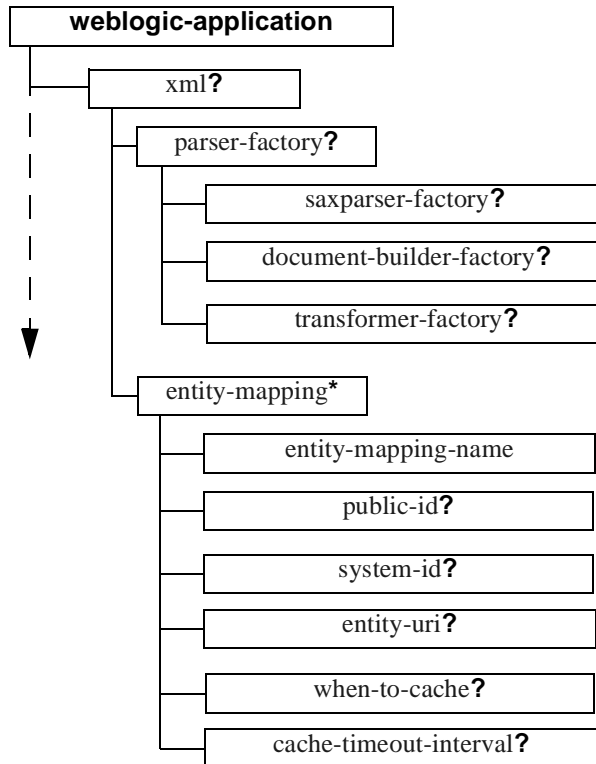 weblogic-application
xml?
parser-factory?
saxparser-factory?
document-builder-factory?
transformer-factory?
entity-mapping*
entity-mapping-name
public-id?
system-id?
entity-uri?
when-to-cache?
cache-timeout-interval?